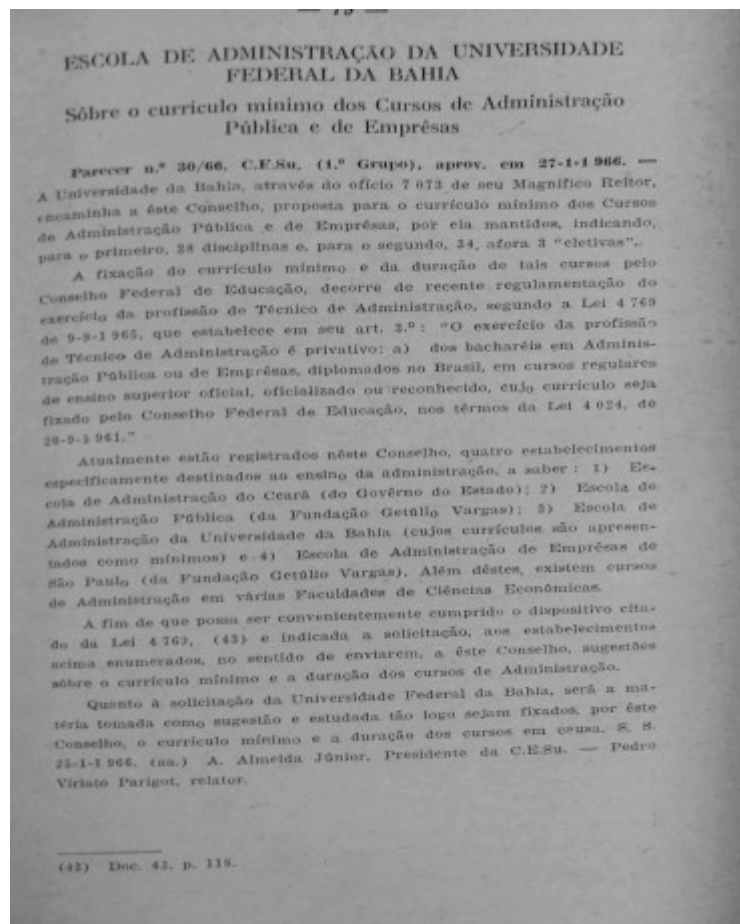 ESCOLA DE ADMINISTRAÇÃO DA UNIVERSIDADE
FEDERAL DA BAHIA
Sôbre o currículo mínimo dos Cursos de Administração
Pública e de Emprêsas
Parecer n.º 30/66, C.E.Su. (1.º Grupo), aprov. em 27-1-1 966. —
A Universidade da Bahia, através do ofício 7 073 de seu Magnífico Reitor,
encaminha a êste Conselho, proposta para o currículo mínimo dos Cursos
de Administração Pública e de Emprêsas, por ela mantidos, indicando,
para o primeiro, 28 disciplinas e, para o segundo, 34, afora 3 "eletivas".
A fixação do currículo mínimo e da duração de tais cursos pelo
Conselho Federal de Educação, decorre de recente regulamentação do
exercício da profissão de Técnico de Administração, segundo a Lei 4 769
de 9-9-1 965, que estabelece em seu art. 3.º: "O exercício da profissão
de Técnico de Administração é privativo: a) dos bacharéis em Adminis-
tração Pública ou de Emprêsas, diplomados no Brasil, em cursos regulares
de ensino superior oficial, oficializado ou reconhecido, cujo currículo seja
fixado pelo Conselho Federal de Educação, nos têrmos da Lei 4 024, de
20-9-1 961."
Atualmente estão registrados nêste Conselho, quatro estabelecimentos
especìficamente destinados ao ensino da administração, a saber: 1) Es-
cola de Administração do Ceará (do Govêrno do Estado); 2) Escola de
Administração Pública (da Fundação Getúlio Vargas); 3) Escola de
Administração da Universidade da Bahia (cujos currículos são apresen-
tados como mínimos) e 4) Escola de Administração de Emprêsas de
São Paulo (da Fundação Getúlio Vargas). Além dêstes, existem cursos
de Administração em várias Faculdades de Ciências Econômicas.
A fim de que possa ser convenientemente cumprido o dispositivo cita-
do da Lei 4 769, (43) e indicada a solicitação, aos estabelecimentos
acima enumerados, no sentido de enviarem, a êste Conselho, sugestões
sôbre o currículo mínimo e a duração dos cursos de Administração.
Quanto à solicitação da Universidade Federal da Bahia, será a ma-
téria tomada como sugestão e estudada tão logo sejam fixados, por êste
Conselho, o currículo mínimo e a duração dos cursos em causa. S. S.
25-1-1 966. (aa.) A. Almeida Júnior, Presidente da C.E.Su. — Pedro
Viriato Parigot, relator.
(43) Doc. 43, p. 118.